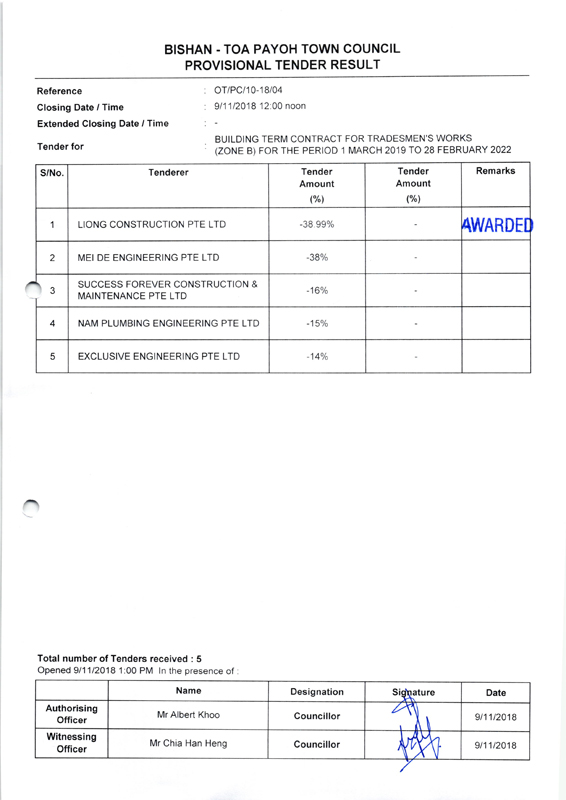 BISHAN - TOA PAYOH TOWN COUNCIL
PROVISIONAL TENDER RESULT
Reference : OT/PC/10-18/04
Closing Date / Time : 9/11/2018 12:00 noon
Extended Closing Date / Time : -
Tender for : BUILDING TERM CONTRACT FOR TRADESMEN'S WORKS
(ZONE B) FOR THE PERIOD 1 MARCH 2019 TO 28 FEBRUARY 2022
S/No. Tenderer Tender Amount (%) Tender Amount (%) Remarks
1 LIONG CONSTRUCTION PTE LTD -38.99% - AWARDED
2 MEI DE ENGINEERING PTE LTD -38% -
3 SUCCESS FOREVER CONSTRUCTION &
MAINTENANCE PTE LTD -16% -
4 NAM PLUMBING ENGINEERING PTE LTD -15% -
5 EXCLUSIVE ENGINEERING PTE LTD -14% -
Total number of Tenders received : 5
Opened 9/11/2018 1:00 PM In the presence of :
Name Designation Signature Date
Authorising Officer Mr Albert Khoo Councillor 9/11/2018
Witnessing Officer Mr Chia Han Heng Councillor 9/11/2018